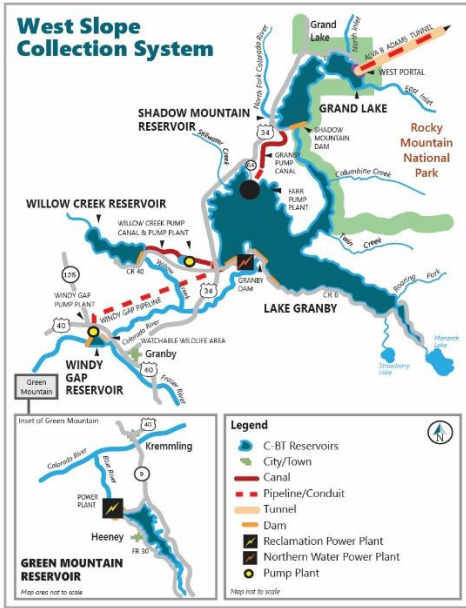 West Slope
Collection System
North Fork Colorado River
Grand
Lake
North Inlet
ALVA B ADAMS TUNNEL
WEST PORTAL
East Inlet
GRAND LAKE
SHADOW MOUNTAIN
RESERVOIR
34
SHADOW
MOUNTAIN
DAM
Rocky
Mountain
National
Park
Stillwater
Creek
GRANBY
PUMP
CANAL
FARR
PUMP
PLANT
Columbine Creek
WILLOW CREEK RESERVOIR
WILLOW CREEK PUMP
CANAL & PUMP PLANT
CR 40
Willow
Creek
Twin
Creek
125
WINDY GAP
PUMP PLANT
WINDY GAP PIPELINE
34
GRANBY
DAM
LAKE GRANBY
CR 6
Roaring
Fork
Monarch
Lake
Strawberry
Lake
40
Colorado River
WATCHABLE WILDLIFE AREA
Granby
40
WINDY GAP
RESERVOIR
Fraser River
Green
Mountain
Inset of Green Mountain
40
Kremmling
Colorado River
Blue River
9
POWER
PLANT
Heeney
FR 30
GREEN MOUNTAIN
RESERVOIR
Map area not to scale
Legend
N
C-BT Reservoirs
City/Town
Canal
Pipeline/Conduit
Tunnel
Dam
Reclamation Power Plant
Northern Water Power Plant
Pump Plant
Map not to scale